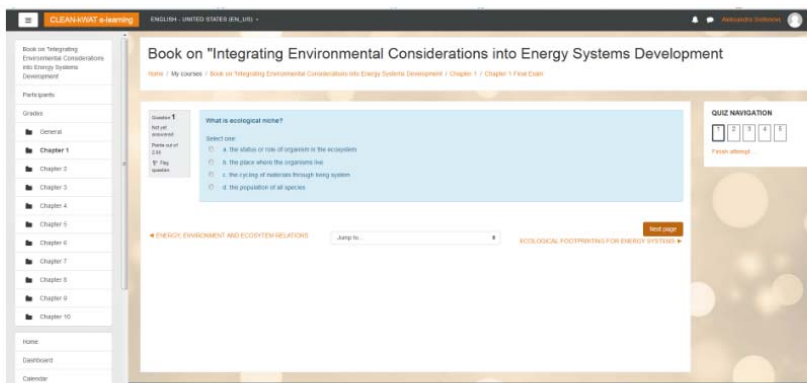 CLEAN-kWAT e-learning
ENGLISH - UNITED STATES (EN_US)
Book on "Integrating
Environmental Considerations
into Energy Systems
Development
Participants
Grades
General
Chapter 1
Chapter 2
Chapter 3
Chapter 4
Chapter 5
Chapter 6
Chapter 7
Chapter 8
Chapter 9
Chapter 10
Home
Dashboard
Calendar
Book on "Integrating Environmental Considerations into Energy Systems Development
Home / My courses / Book on "Integrating Environmental Considerations into Energy Systems Development / Chapter 1 / Chapter 1 Final Exam
Question 1
Not yet
answered
Points out of
Flag
question
What is ecological niche?
Select one:
a. the status or role of organism in the ecosystem
b. the place where the organisms live
c. the cycling of materials through living system
d. the population of all species
Next page
◄ ENERGY, ENVIRONMENT AND ECOSYTEM RELATIONS
Jump to...
ECOLOGICAL FOOTPRINTING FOR ENERGY SYSTEMS ►
QUIZ NAVIGATION
1 2 3 4 5
Finish attempt ...